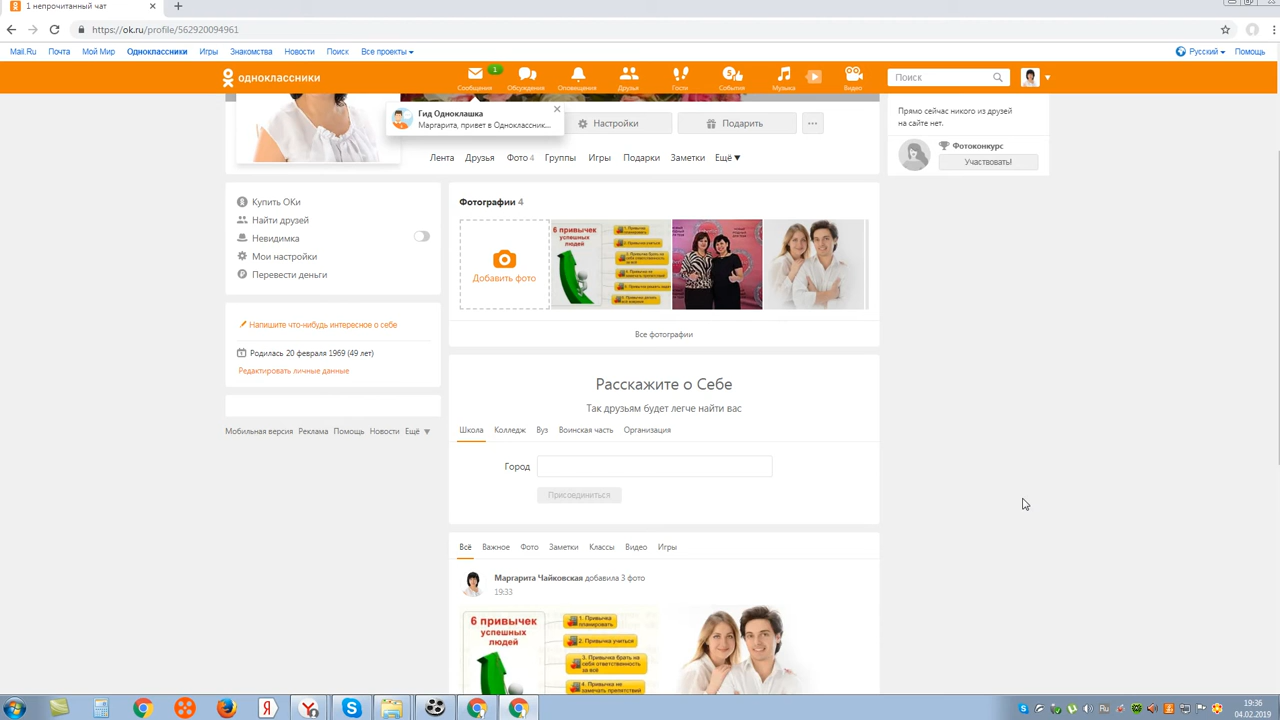 1 непрочитанный чат
https://ok.ru/profile/562920094961
Mail.Ru Почта Мой Мир Одноклассники Игры Знакомства Новости Поиск Все проекты Русский Помощь
одноклассники
1
5
Сообщения Обсуждения Оповещения Друзья Гости События Музыка Видео
Поиск
Гид Одноклашка
Маргарита, привет в Одноклассник...
Настройки
Подарить
Прямо сейчас никого из друзей
на сайте нет.
Фотоконкурс
Участвовать!
Лента Друзья Фото 4 Группы Игры Подарки Заметки Ещё
Купить ОКи
Найти друзей
Невидимка
Мои настройки
Перевести деньги
Фотографии 4
Добавить фото
6 привычек
успешных
людей
Все фотографии
Напишите что-нибудь интересное о себе
Родилась 20 февраля 1969 (49 лет)
Редактировать личные данные
Мобильная версия Реклама Помощь Новости Ещё
Расскажите о Себе
Так друзьям будет легче найти вас
Школа Колледж Вуз Воинская часть Организация
Город
Присоединиться
Всё Важное Фото Заметки Классы Видео Игры
Маргарита Чайковская добавила 3 фото
19:33
6 привычек
успешных
людей
1. Привычка
планировать
2. Привычка учиться
3. Привычка брать на
себя ответственность
за всё
4. Привычка не
замечать препятствий
19:36
04.02.2019